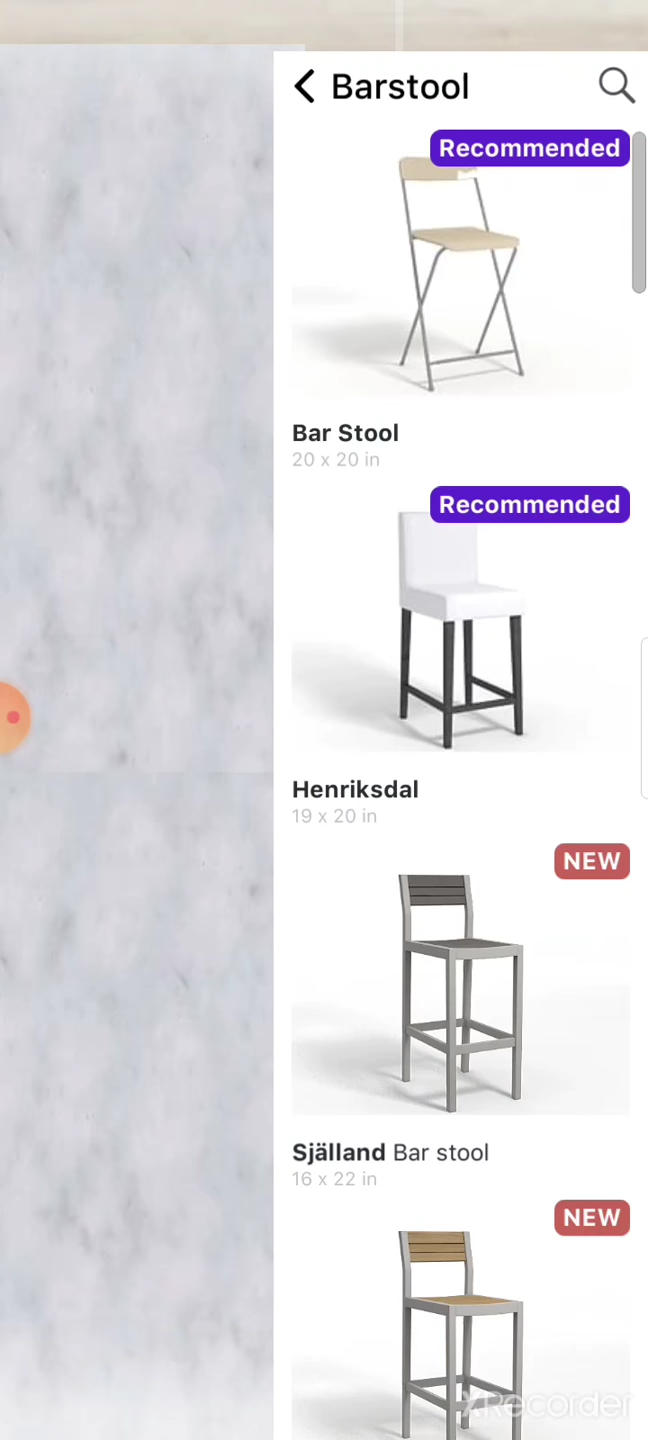 Barstool
Recommended
Bar Stool
20 x 20 in
Recommended
Henriksdal
19 x 20 in
NEW
Själland Bar stool
16 x 22 in
NEW
XRecorder